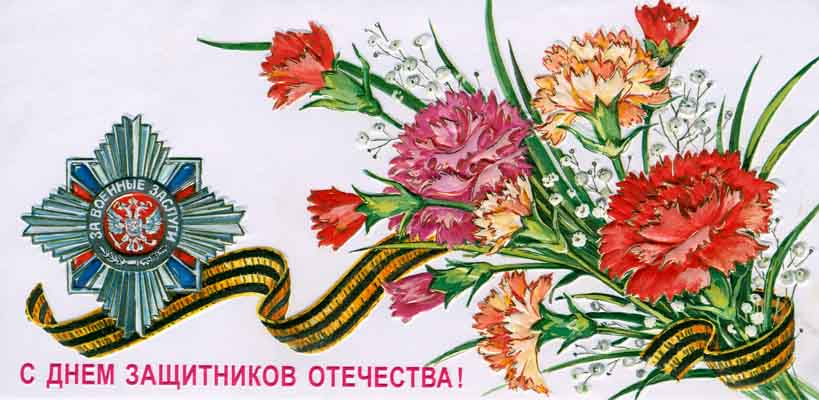 ЗА ВОЕННЫЕ ЗАСЛУГИ
С ДНЕМ ЗАЩИТНИКОВ ОТЕЧЕСТВА!